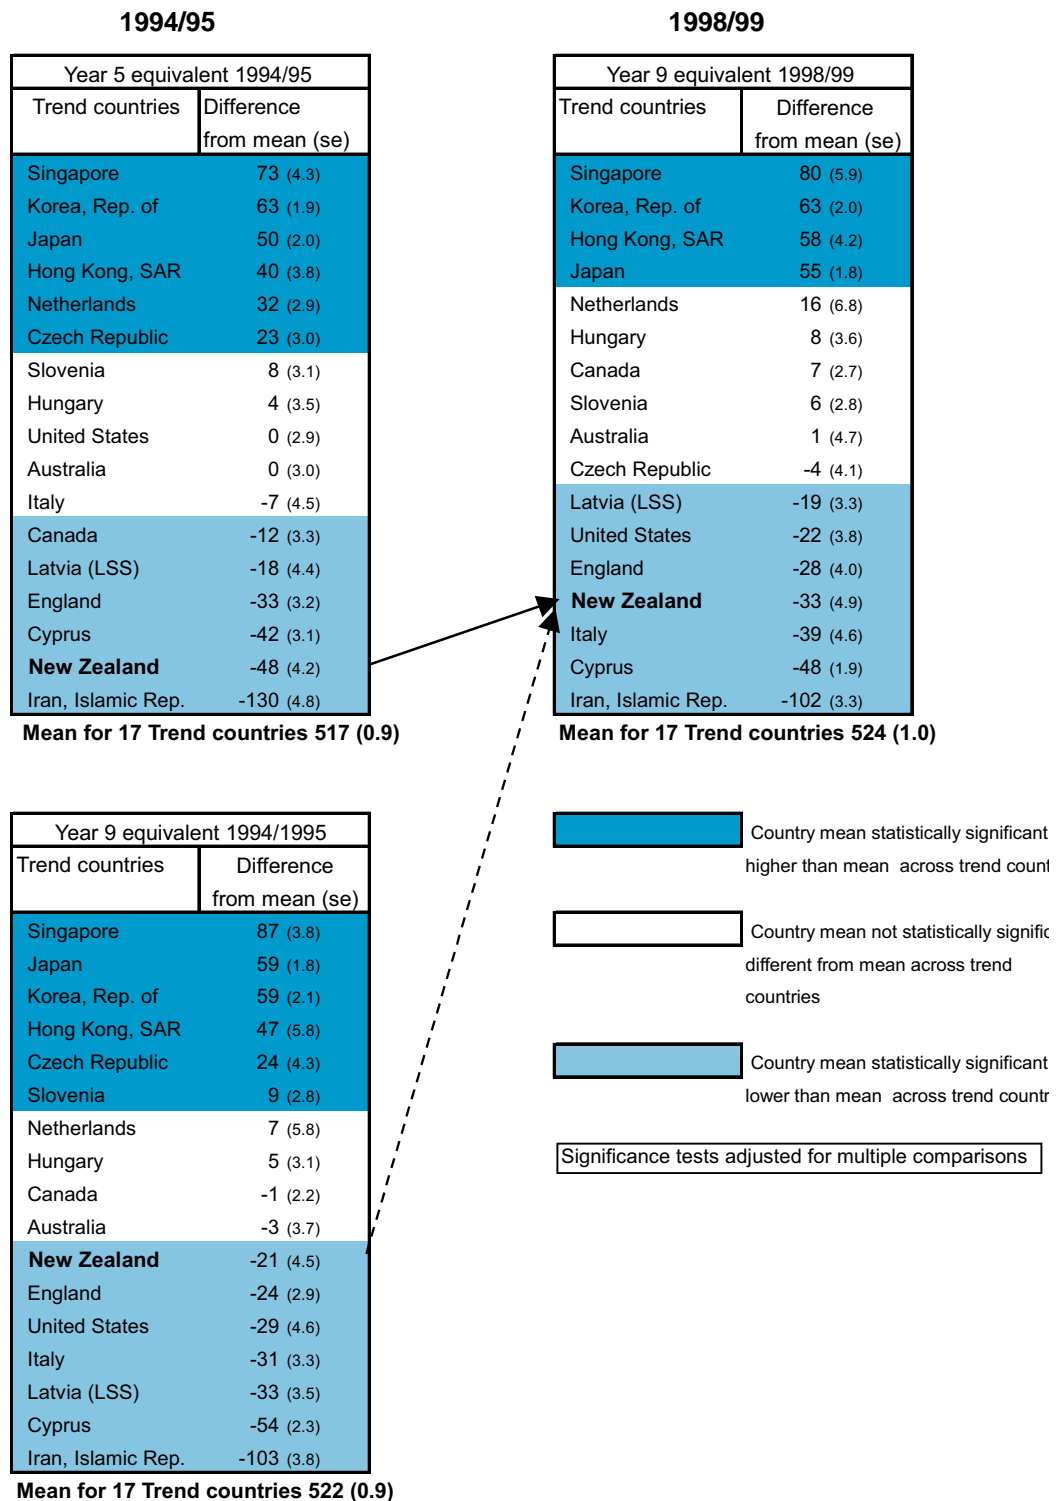 1994/95
1998/99
Year 5 equivalent 1994/95
Trend countries Difference
from mean (se)
Singapore 73 (4.3)
Korea, Rep. of 63 (1.9)
Japan 50 (2.0)
Hong Kong, SAR 40 (3.8)
Netherlands 32 (2.9)
Czech Republic 23 (3.0)
Slovenia 8 (3.1)
Hungary 4 (3.5)
United States 0 (2.9)
Australia 0 (3.0)
Italy -7 (4.5)
Canada -12 (3.3)
Latvia (LSS) -18 (4.4)
England -33 (3.2)
Cyprus -42 (3.1)
New Zealand -48 (4.2)
Iran, Islamic Rep. -130 (4.8)
Mean for 17 Trend countries 517 (0.9)
Year 9 equivalent 1998/99
Trend countries Difference
from mean (se)
Singapore 80 (5.9)
Korea, Rep. of 63 (2.0)
Hong Kong, SAR 58 (4.2)
Japan 55 (1.8)
Netherlands 16 (6.8)
Hungary 8 (3.6)
Canada 7 (2.7)
Slovenia 6 (2.8)
Australia 1 (4.7)
Czech Republic -4 (4.1)
Latvia (LSS) -19 (3.3)
United States -22 (3.8)
England -28 (4.0)
New Zealand -33 (4.9)
Italy -39 (4.6)
Cyprus -48 (1.9)
Iran, Islamic Rep. -102 (3.3)
Mean for 17 Trend countries 524 (1.0)
Year 9 equivalent 1994/1995
Trend countries Difference
from mean (se)
Singapore 87 (3.8)
Japan 59 (1.8)
Korea, Rep. of 59 (2.1)
Hong Kong, SAR 47 (5.8)
Czech Republic 24 (4.3)
Slovenia 9 (2.8)
Netherlands 7 (5.8)
Hungary 5 (3.1)
Canada -1 (2.2)
Australia -3 (3.7)
New Zealand -21 (4.5)
England -24 (2.9)
United States -29 (4.6)
Italy -31 (3.3)
Latvia (LSS) -33 (3.5)
Cyprus -54 (2.3)
Iran, Islamic Rep. -103 (3.8)
Mean for 17 Trend countries 522 (0.9)
Country mean statistically significant
higher than mean across trend
Country mean not statistically
different from mean across trend
countries
Country mean statistically significant
lower than mean across trend
Significance tests adjusted for multiple comparisons